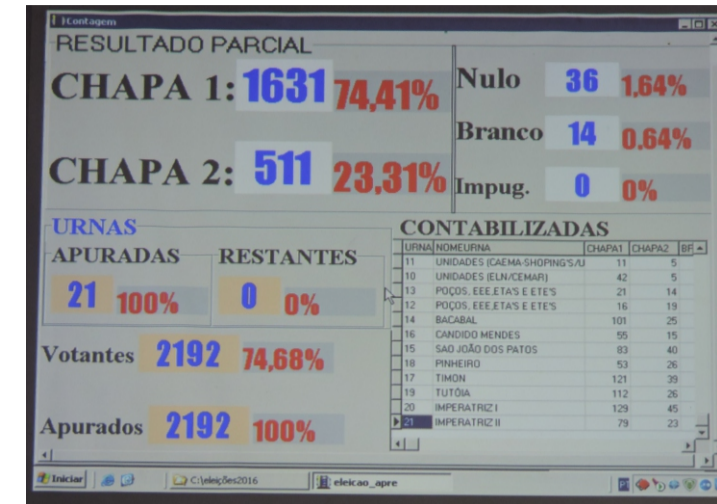 Contagem
RESULTADO PARCIAL
CHAPA 1: 1631 74,41%
CHAPA 2: 511 23,31%
Nulo 36 1,64%
Branco 14 0,64%
Impug. 0 0%
URNAS
APURADAS RESTANTES
21 100% 0 0%
Votantes 2192 74,68%
Apurados 2192 100%
CONTABILIZADAS
URNA NOMEURNA CHAPA1 CHAPA2
11 UNIDADES (CAEMA-SHOPING'S/U 11 5
10 UNIDADES (ELN/CEMAR) 42 5
13 POÇOS, EEE,ETA'S E ETE'S 21 14
12 POÇOS, EEE,ETA'S E ETE'S 16 19
14 BACABAL 101 25
16 CANDIDO MENDES 55 15
15 SAO JOÃO DOS PATOS 83 40
18 PINHEIRO 53 26
17 TIMON 121 39
19 TUTÓIA 112 26
20 IMPERATRIZ I 129 45
21 IMPERATRIZ II 79 23
Iniciar C:\eleições2016 eleicao_apre PT